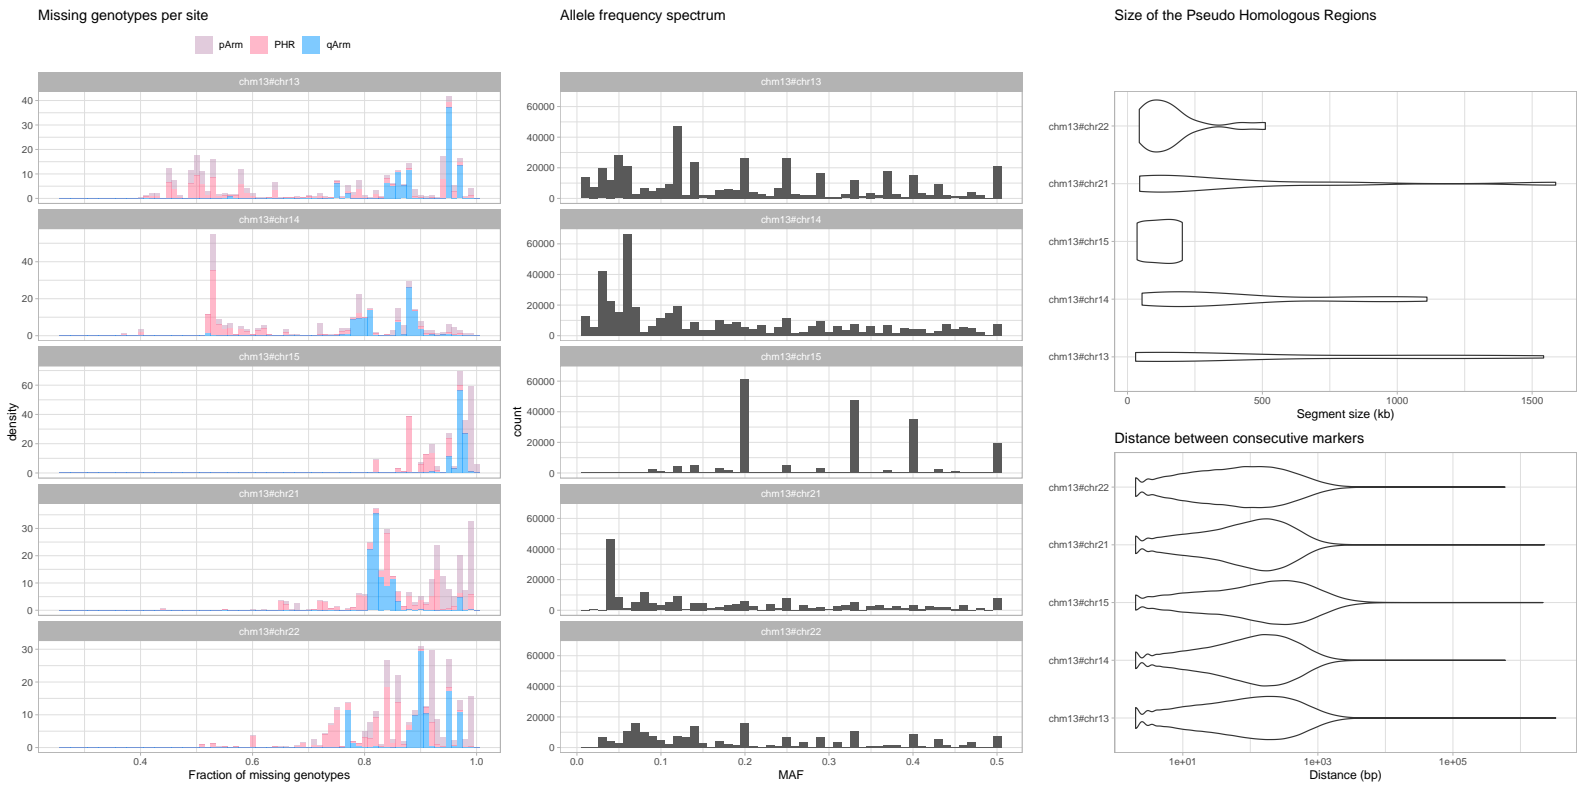 Missing genotypes per site
pArm PHR qArm
chm13#chr13
40
30
20
10
0
chm13#chr14
40
20
0
chm13#chr15
60
40
20
0
chm13#chr21
30
20
10
0
chm13#chr22
30
20
10
0
density
0.4 0.6 0.8 1.0
Fraction of missing genotypes
Allele frequency spectrum
chm13#chr13
60000
40000
20000
0
chm13#chr14
60000
40000
20000
0
chm13#chr15
60000
40000
20000
0
chm13#chr21
60000
40000
20000
0
chm13#chr22
60000
40000
20000
0
count
0.0 0.1 0.2 0.3 0.4 0.5
MAF
Size of the Pseudo Homologous Regions
chm13#chr22
chm13#chr21
chm13#chr15
chm13#chr14
chm13#chr13
0 500 1000 1500
Segment size (kb)
Distance between consecutive markers
chm13#chr22
chm13#chr21
chm13#chr15
chm13#chr14
chm13#chr13
1e+01 1e+03 1e+05
Distance (bp)